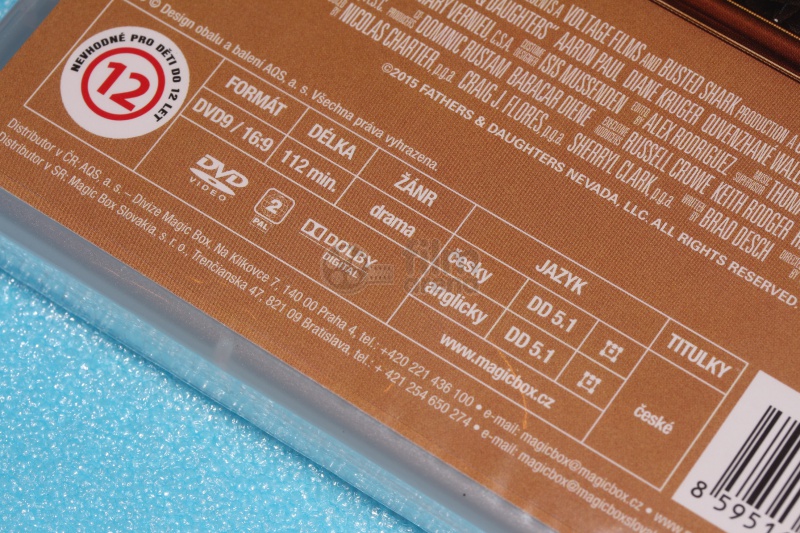 A VOLTAGE FILMS AND BUSTED SHARK PRODUCTION
DAUGHTERS" AARON PAUL DIANE KRUGER QUVENZHANÉ
DOMINIC RUSTAM BABACAR DIENE ISIS MUSSENDEN ALEX RODRIGUEZ
NICOLAS CHARTIER, p.g.a. CRAIG J. FLORES, p.g.a. SHERRYL CLARK, p.g.a. RUSSELL CROWE KEITH RODGER
WRITTEN BY BRAD DESCH
©2015 FATHERS & DAUGHTERS NEVADA, LLC. ALL RIGHTS RESERVED.
© Design obalu a balení AQS, a. s. Všechna práva vyhrazena.
NEVHODNÉ PRO DĚTI DO 12 LET
12
FORMÁT DÉLKA ŽÁNR JAZYK TITULKY
DVD9 / 16:9 112 min. drama česky DD 5.1 české
anglicky DD 5.1
www.magicbox.cz
DVD VIDEO
2 PAL
DOLBY DIGITAL
Distributor v ČR: AQS, a. s. – Divize Magic Box, Na Klikovce 7, 140 00 Praha 4, tel.: +420 221 436 100 • e-mail: magicbox@magicbox.cz •
Distributor v SR: Magic Box Slovakia, s. r. o., Trenčianska 47, 821 09 Bratislava, tel.: + 421 254 650 274 • e-mail:
8 5951